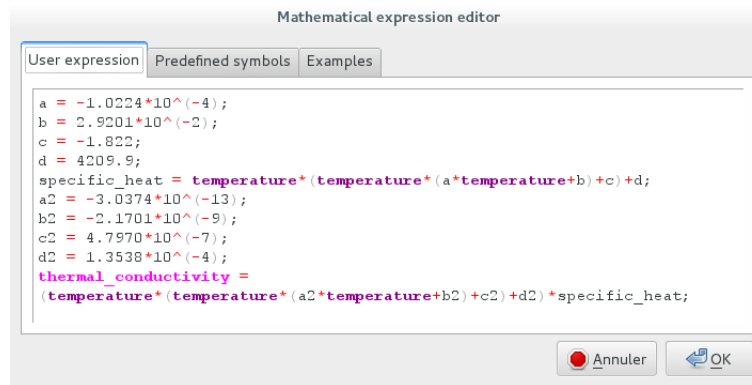 Mathematical expression editor
User expression Predefined symbols Examples
a = -1.0224*10^(-4);
b = 2.9201*10^(-2);
c = -1.822;
d = 4209.9;
specific_heat = temperature*(temperature*(a*temperature+b)+c)+d;
a2 = -3.0374*10^(-13);
b2 = -2.1701*10^(-9);
c2 = 4.7970*10^(-7);
d2 = 1.3538*10^(-4);
thermal_conductivity =
(temperature*(temperature*(a2*temperature+b2)+c2)+d2)*specific_heat;
Annuler OK